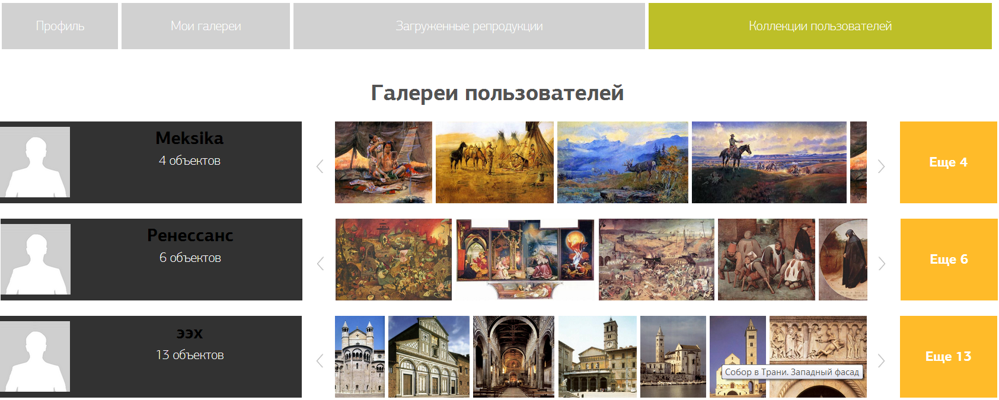 Профиль
Мои галереи
Загруженные репродукции
Коллекции пользователей
Галереи пользователей
Meksika
4 объектов
Еще 4
Ренессанс
6 объектов
Еще 6
ээх
13 объектов
Еще 13
Собор в Трани. Западный фасад